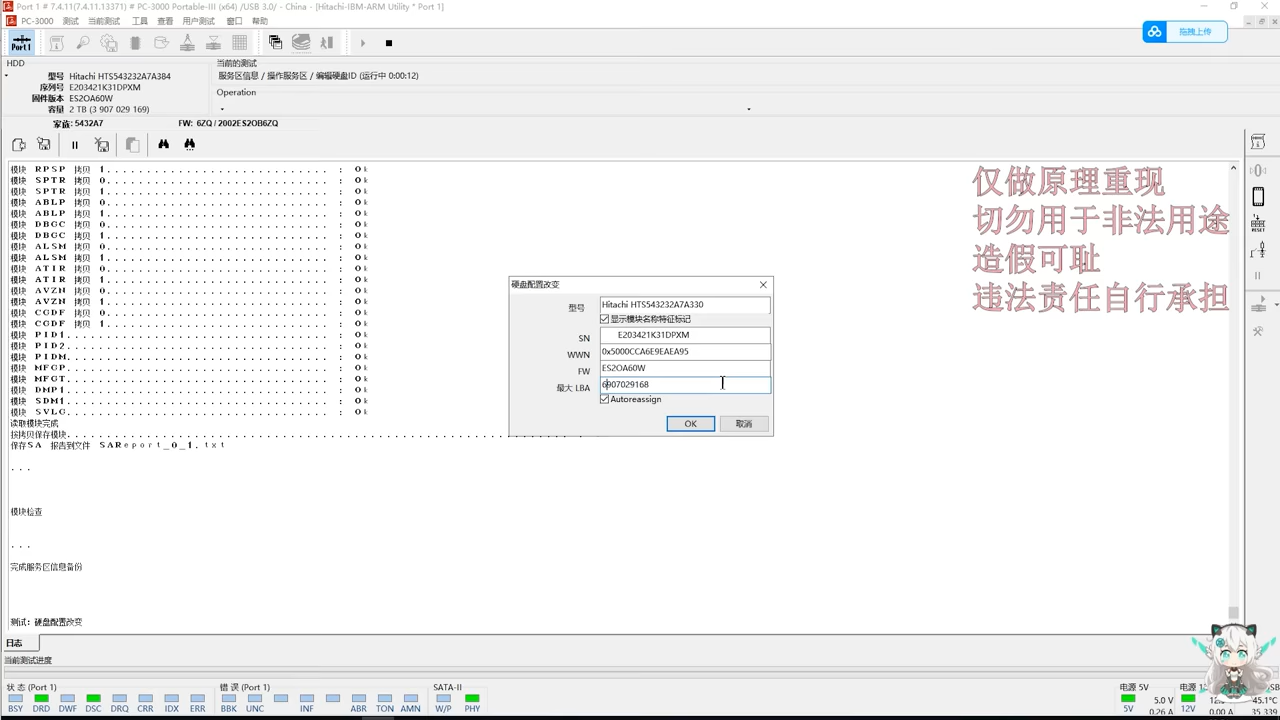 Port 1 # 7.4.11(7.4.11.13371) # PC-3000 Portable-III (x64) /USB 3.0/ - China - [Hitachi-IBM-ARM Utility * Port 1]
PC-3000 测试 当前测试 工具 查看 用户测试 窗口 帮助
Port1
拖拽上传
HDD
型号 Hitachi HTS543232A7A3B4
序列号 E203421K31DPXM
固件版本 ES2OA60W
容量 2 TB (3 907 029 169)
当前的测试
服务区信息 / 操作服务区 / 编辑硬盘ID (运行中 0:00:12)
Operation
家族: 5432A7 FW: 6ZQ / 2002ES2OB6ZQ
模块 RPSP 拷贝 1 : Ok
模块 SPTR 拷贝 0 : Ok
模块 SPTR 拷贝 1 : Ok
模块 ABLP 拷贝 0 : Ok
模块 ABLP 拷贝 1 : Ok
模块 DBGC 拷贝 0 : Ok
模块 DBGC 拷贝 1 : Ok
模块 ALSM 拷贝 0 : Ok
模块 ALSM 拷贝 1 : Ok
模块 ATIR 拷贝 0 : Ok
模块 ATIR 拷贝 1 : Ok
模块 AVZN 拷贝 0 : Ok
模块 AVZN 拷贝 1 : Ok
模块 CGDF 拷贝 0 : Ok
模块 CGDF 拷贝 1 : Ok
模块 PID1 : Ok
模块 PID2 : Ok
模块 PIDM : Ok
模块 MFGP : Ok
模块 MFGT : Ok
模块 DMP1 : Ok
模块 SDM1 : Ok
模块 SVLG : Ok
读取模块完成
按拷贝保存模块
保存SA 报告到文件 SAReport_0_1.txt
...
模块检查
...
完成服务区信息备份
测试: 硬盘配置改变
仅做原理重现
切勿用于非法用途
造假可耻
违法责任自行承担
硬盘配置改变
型号 Hitachi HTS543232A7A330
显示模块名称特征标记
SN E203421K31DPXM
WWN 0x5000CCA6E9EAEA95
FW ES2OA60W
最大 LBA 6907029168
Autoreassign
OK 取消
日志
当前测试进度
状态 (Port 1)
BSY DRD DWF DSC DRQ CRR IDX ERR
错误 (Port 1)
BBK UNC INF ABR TON AMN
SATA-II
W/P PHY
电源 5V
5V 5.0 V
0.26 A
12V
0.00 A
45.1°C
35.339